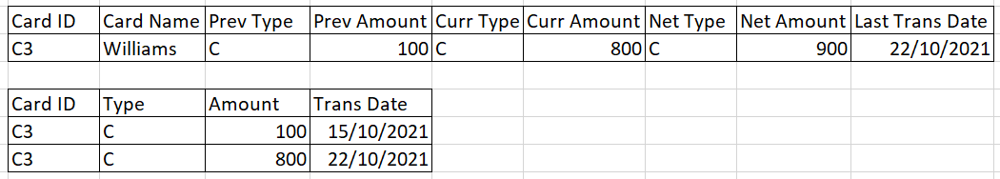 Card ID Card Name Prev Type Prev Amount Curr Type Curr Amount Net Type Net Amount Last Trans Date
C3 Williams C 100 C 800 C 900 22/10/2021
Card ID Type Amount Trans Date
C3 C 100 15/10/2021
C3 C 800 22/10/2021